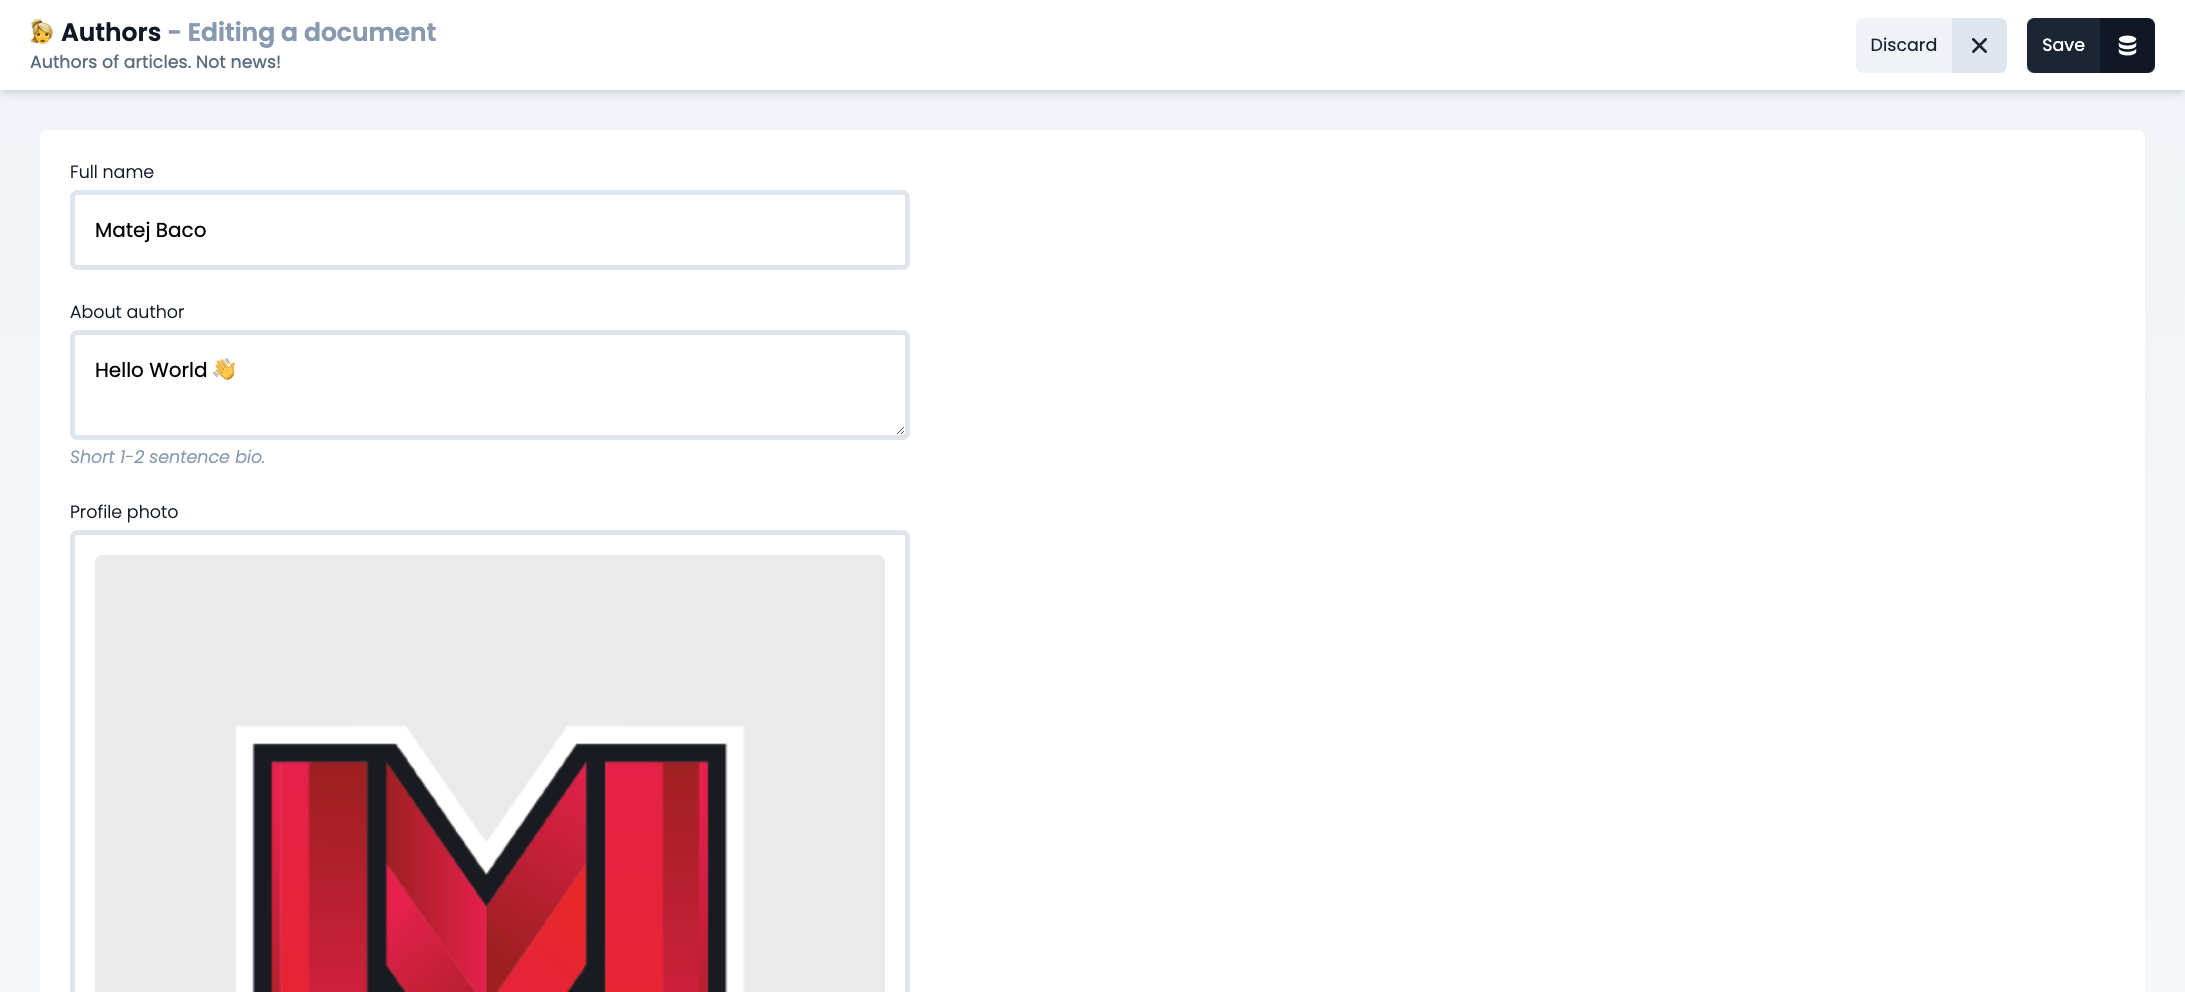 👩 Authors - Editing a document
Authors of articles. Not news!
Discard
Save
Full name
Matej Baco
About author
Hello World 👋
Short 1-2 sentence bio.
Profile photo
M